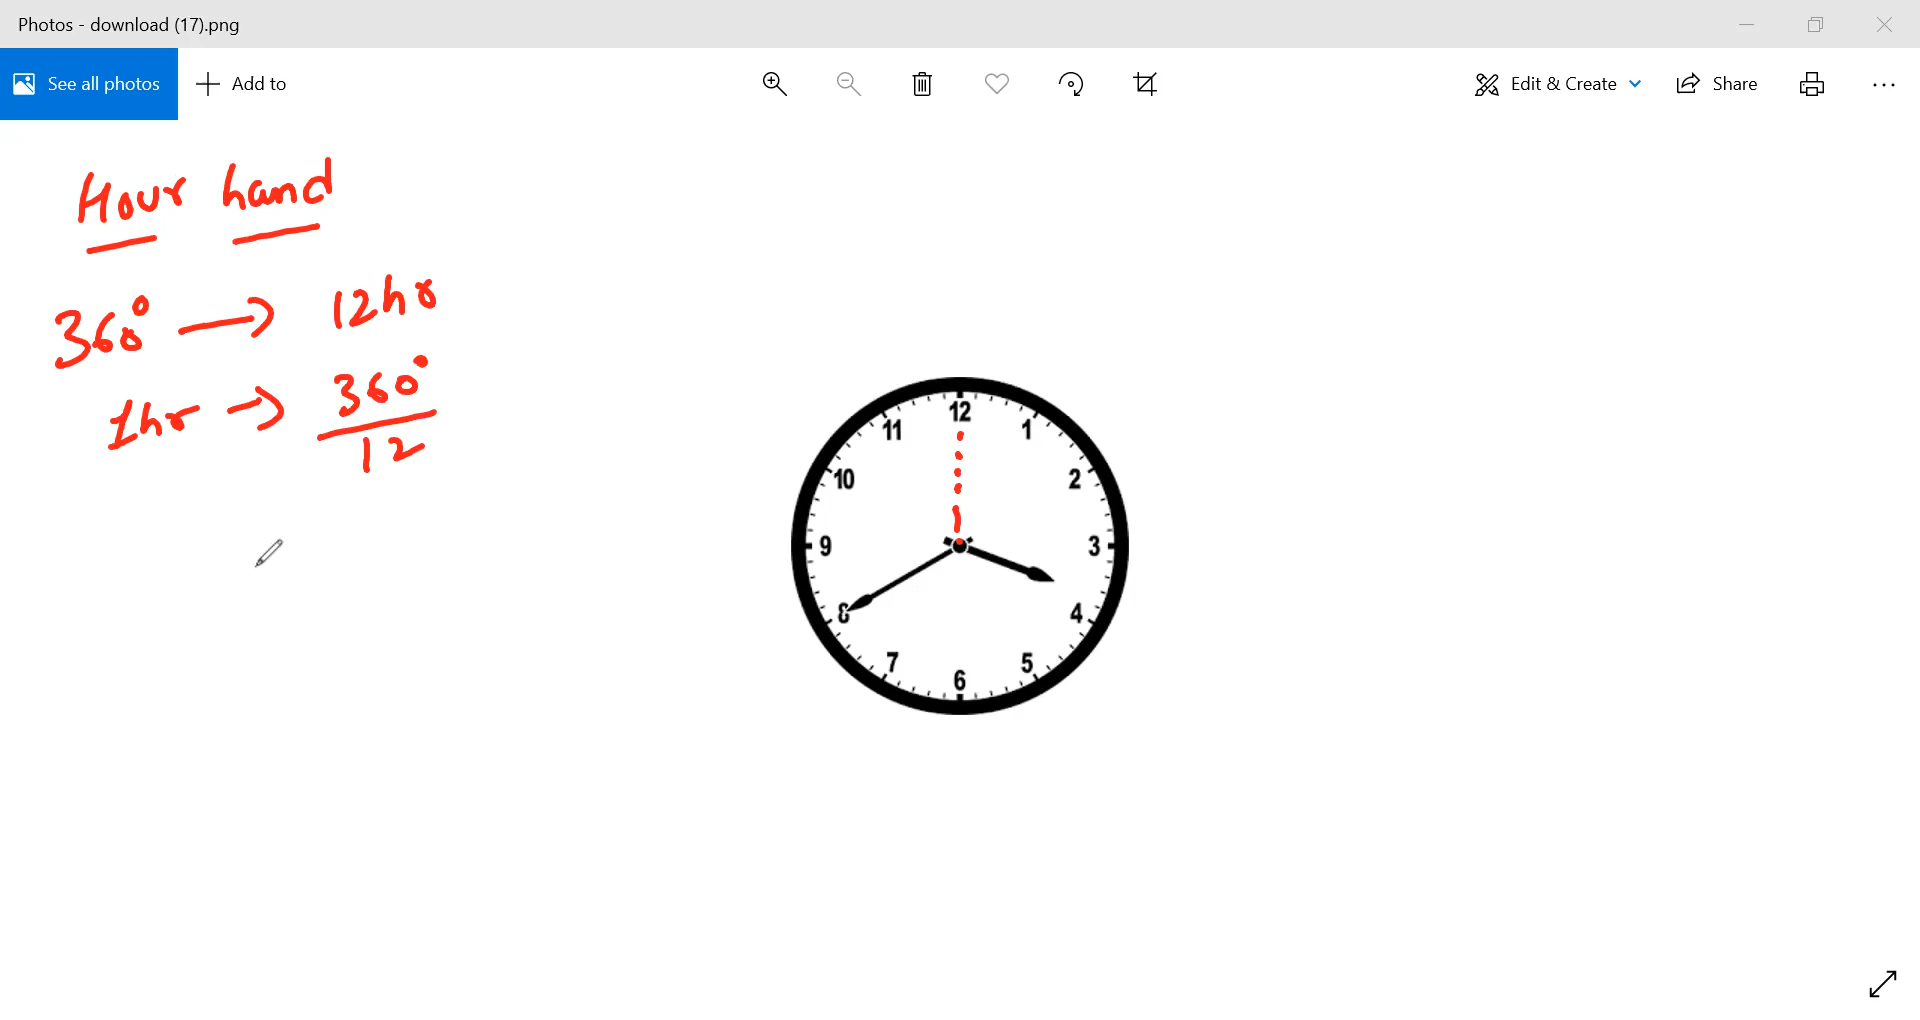 Photos - download (17).png
See all photos
Add to
Edit & Create
Share
Hour hand
360° → 12hr
1hr → 360°
12
12
11
1
10
2
9
3
8
4
7
5
6